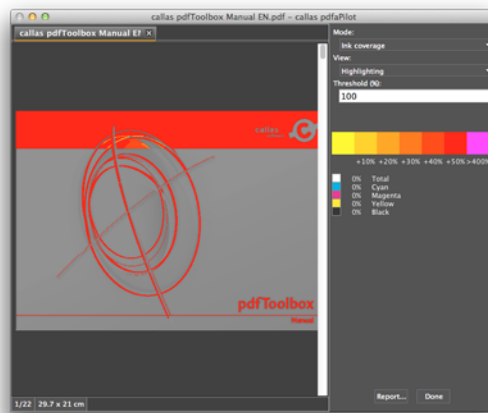 callas pdfToolbox Manual EN.pdf - callas pdfaPilot
callas pdfToolbox Manual EN
Mode:
Ink coverage
View:
Highlighting
Threshold (%):
100
+10% +20% +30% +40% +50% >400%
0% Total
0% Cyan
0% Magenta
0% Yellow
0% Black
callas
pdfToolbox
Manual
1/22 29.7 x 21 cm
Report... Done